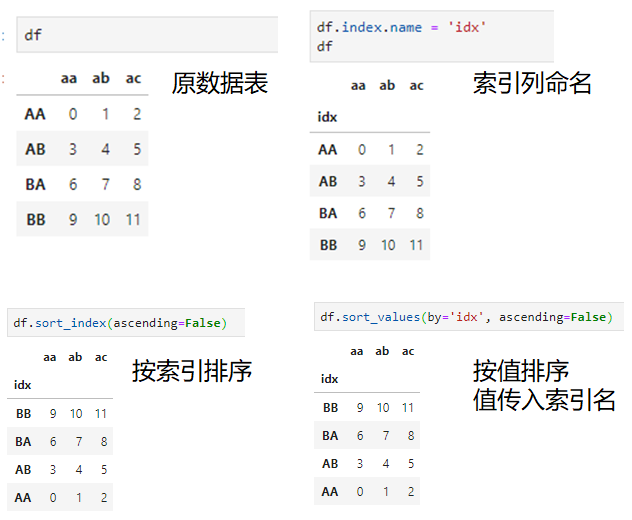 : df
:
aa ab ac
AA 0 1 2
AB 3 4 5
BA 6 7 8
BB 9 10 11
原数据表
df.index.name = 'idx'
df
aa ab ac
idx
AA 0 1 2
AB 3 4 5
BA 6 7 8
BB 9 10 11
索引列命名
df.sort_index(ascending=False)
aa ab ac
idx
BB 9 10 11
BA 6 7 8
AB 3 4 5
AA 0 1 2
按索引排序
df.sort_values(by='idx', ascending=False)
aa ab ac
idx
BB 9 10 11
BA 6 7 8
AB 3 4 5
AA 0 1 2
按值排序
值传入索引名